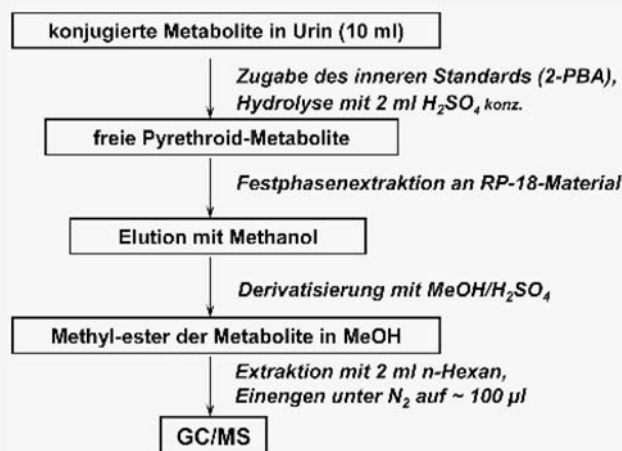 konjugierte Metabolite in Urin (10 ml)
Zugabe des inneren Standards (2-PBA),
Hydrolyse mit 2 ml H₂SO₄ konz.
freie Pyrethroid-Metabolite
Festphasenextraktion an RP-18-Material
Elution mit Methanol
Derivatisierung mit MeOH/H₂SO₄
Methyl-ester der Metabolite in MeOH
Extraktion mit 2 ml n-Hexan,
Einengen unter N₂ auf ~ 100 µl
GC/MS